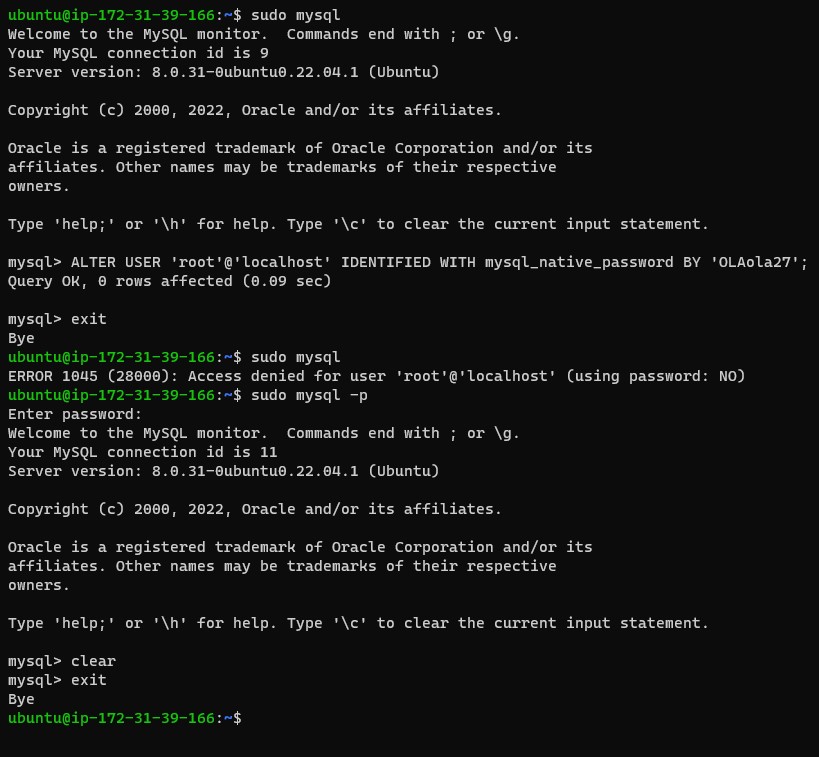 ubuntu@ip-172-31-39-166:~$ sudo mysql
Welcome to the MySQL monitor.  Commands end with ; or \g.
Your MySQL connection id is 9
Server version: 8.0.31-0ubuntu0.22.04.1 (Ubuntu)

Copyright (c) 2000, 2022, Oracle and/or its affiliates.

Oracle is a registered trademark of Oracle Corporation and/or its
affiliates. Other names may be trademarks of their respective
owners.

Type 'help;' or '\h' for help. Type '\c' to clear the current input statement.

mysql> ALTER USER 'root'@'localhost' IDENTIFIED WITH mysql_native_password BY 'OLAola27';
Query OK, 0 rows affected (0.09 sec)

mysql> exit
Bye
ubuntu@ip-172-31-39-166:~$ sudo mysql
ERROR 1045 (28000): Access denied for user 'root'@'localhost' (using password: NO)
ubuntu@ip-172-31-39-166:~$ sudo mysql -p
Enter password:
Welcome to the MySQL monitor.  Commands end with ; or \g.
Your MySQL connection id is 11
Server version: 8.0.31-0ubuntu0.22.04.1 (Ubuntu)

Copyright (c) 2000, 2022, Oracle and/or its affiliates.

Oracle is a registered trademark of Oracle Corporation and/or its
affiliates. Other names may be trademarks of their respective
owners.

Type 'help;' or '\h' for help. Type '\c' to clear the current input statement.

mysql> clear
mysql> exit
Bye
ubuntu@ip-172-31-39-166:~$